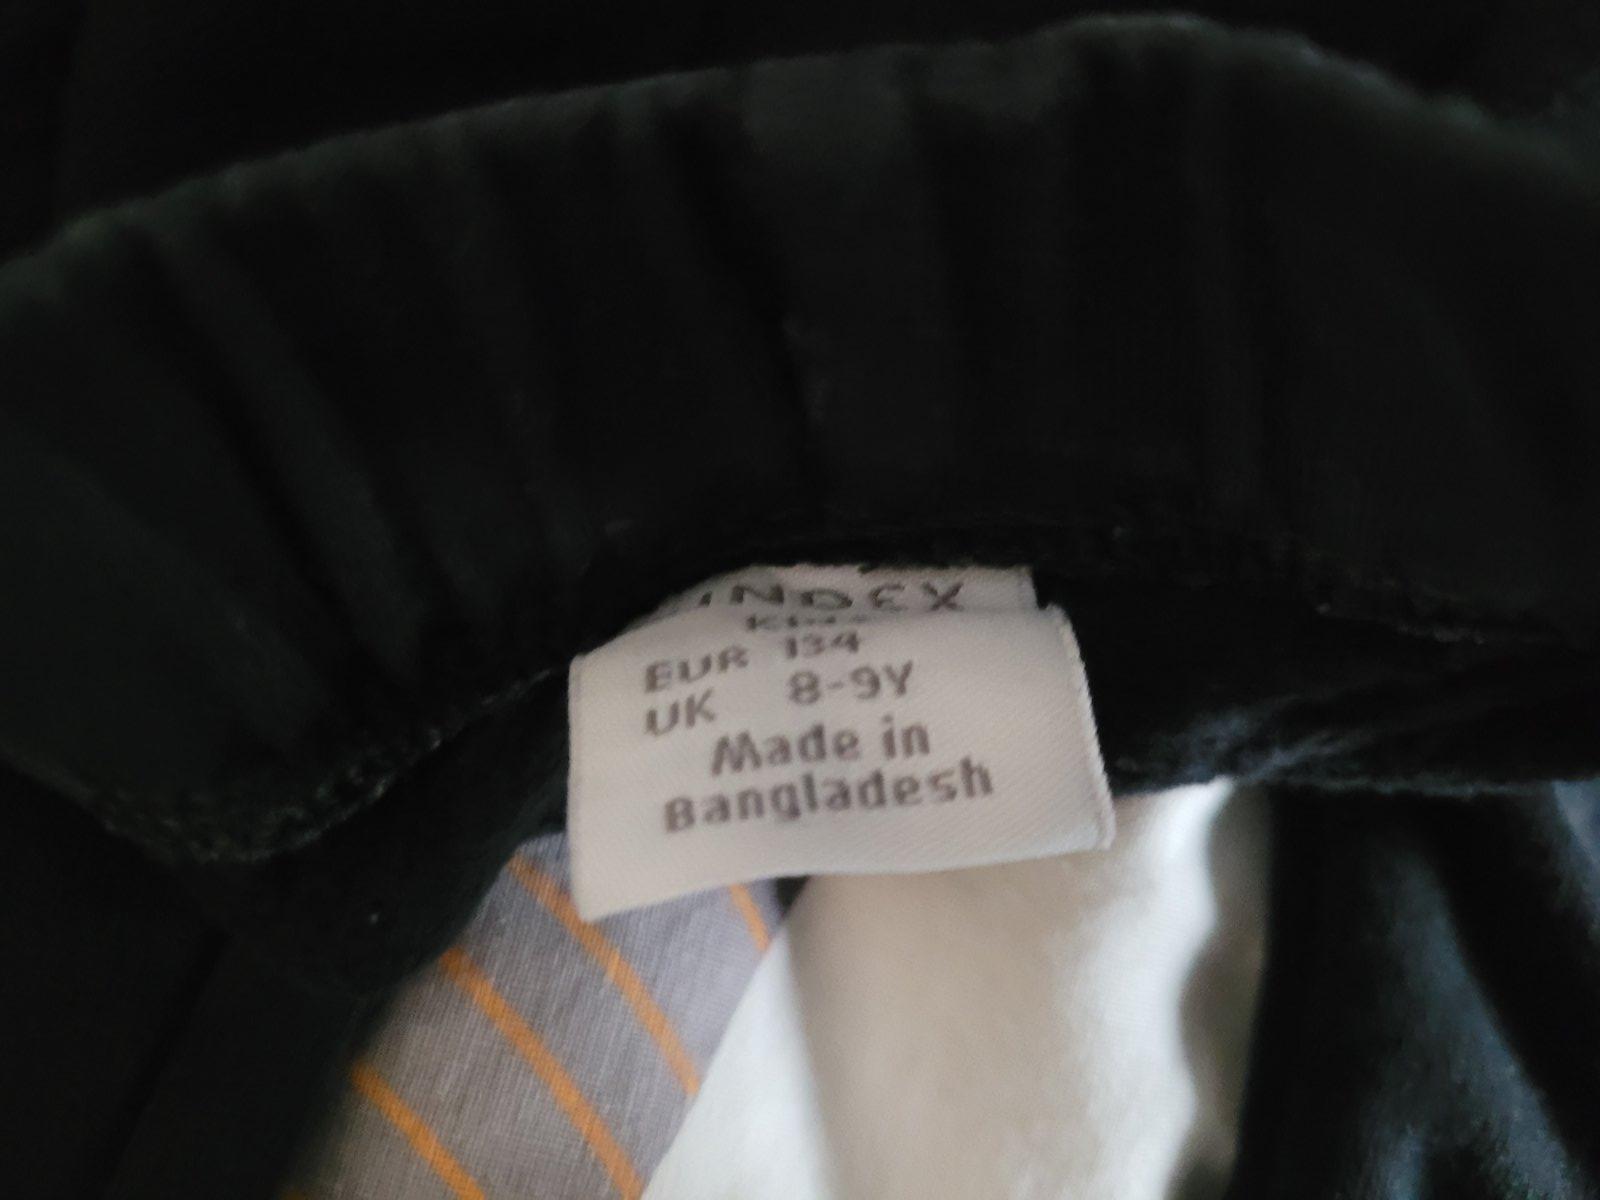 INDEX
EUR 134
UK 8-9Y
Made in
Bangladesh